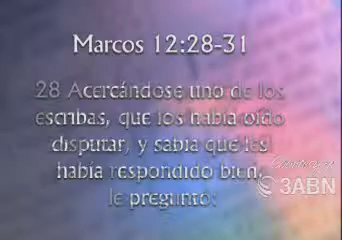 Marcos 12:28-31
28 Acercándose uno de los
escribas, que los había oído
disputar, y sabía que les
había respondido bien,
le preguntó:
3ABN